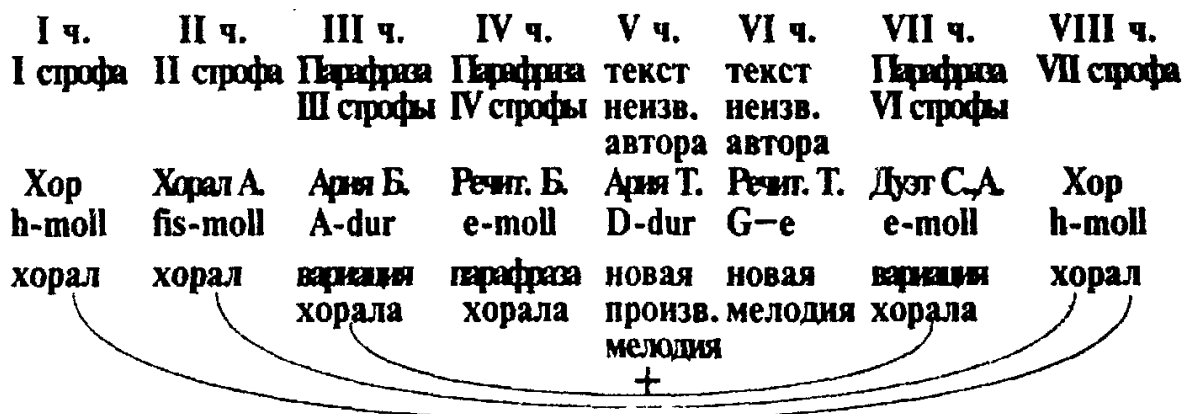 I ч. II ч. III ч. IV ч. V ч. VI ч. VII ч. VIII ч.
I строфа II строфа Парафраза Парафраза текст текст Парафраза VII строфа
III строфы IV строфы неизв. неизв. VI строфы
автора автора
Хор Хорал А. Ария Б. Речит. Б. Ария Т. Речит. Т. Дуэт С.,А. Хор
h-moll fis-moll A-dur e-moll D-dur G–e e-moll h-moll
хорал хорал вариация парафраза новая новая вариация хорал
хорала хорала произв. мелодия хорала
мелодия
+